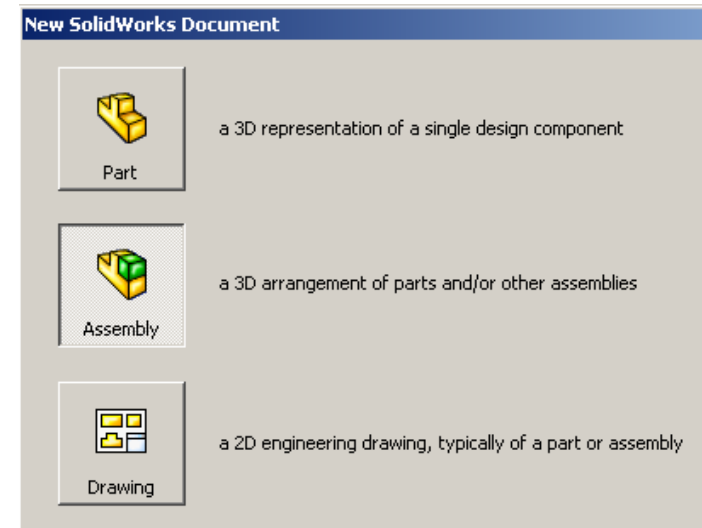 New SolidWorks Document
a 3D representation of a single design component
Part
a 3D arrangement of parts and/or other assemblies
Assembly
a 2D engineering drawing, typically of a part or assembly
Drawing